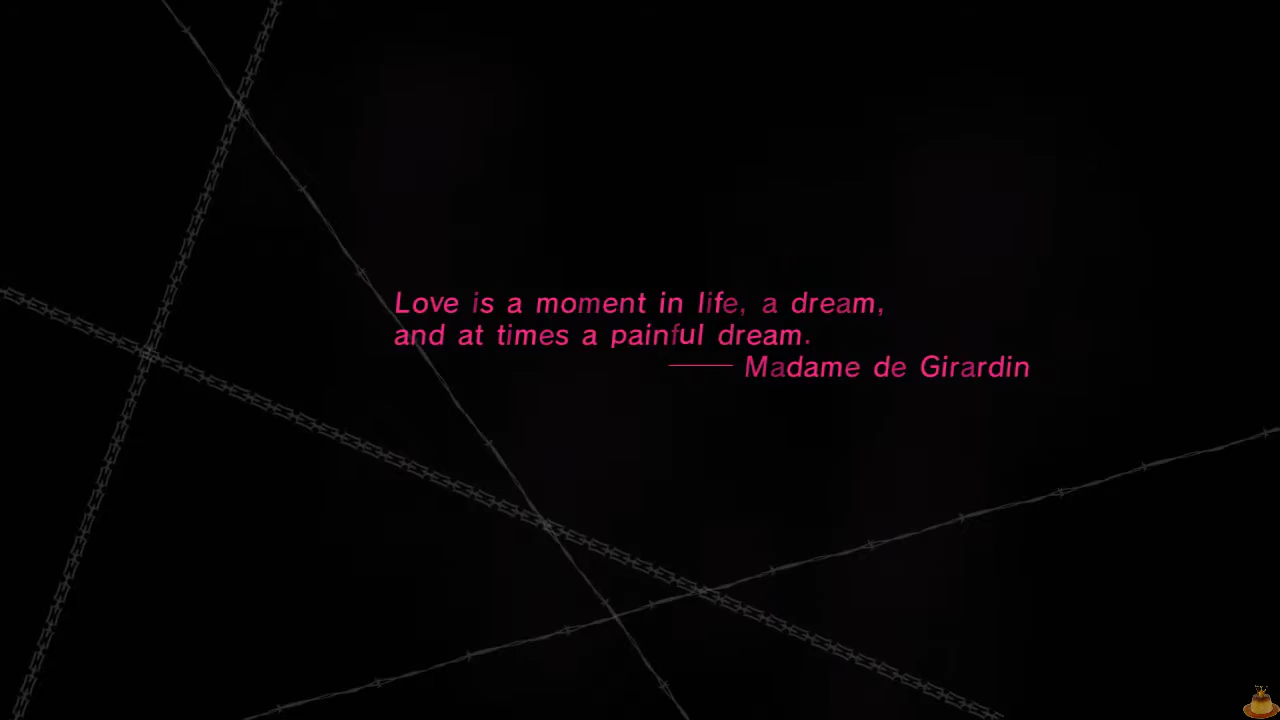 Love is a moment in life, a dream,
and at times a painful dream.
—— Madame de Girardin